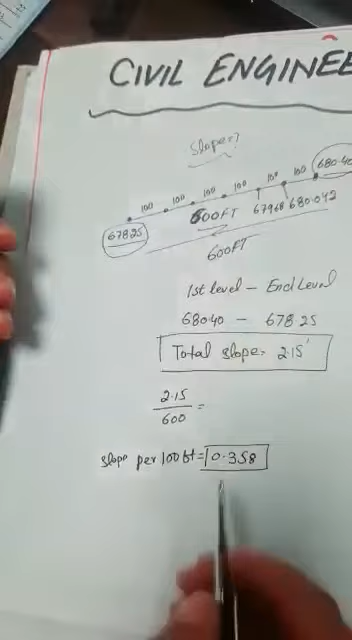 CIVIL ENGINEE
Slope?
100 100 100 100 100 100 680.40
678.25 600FT 679.68 680.042
600FT
1st level - End Level
680.40 - 678.25
Total slope = 2.15'
2.15
600 =
slope per 100 ft = 0.358